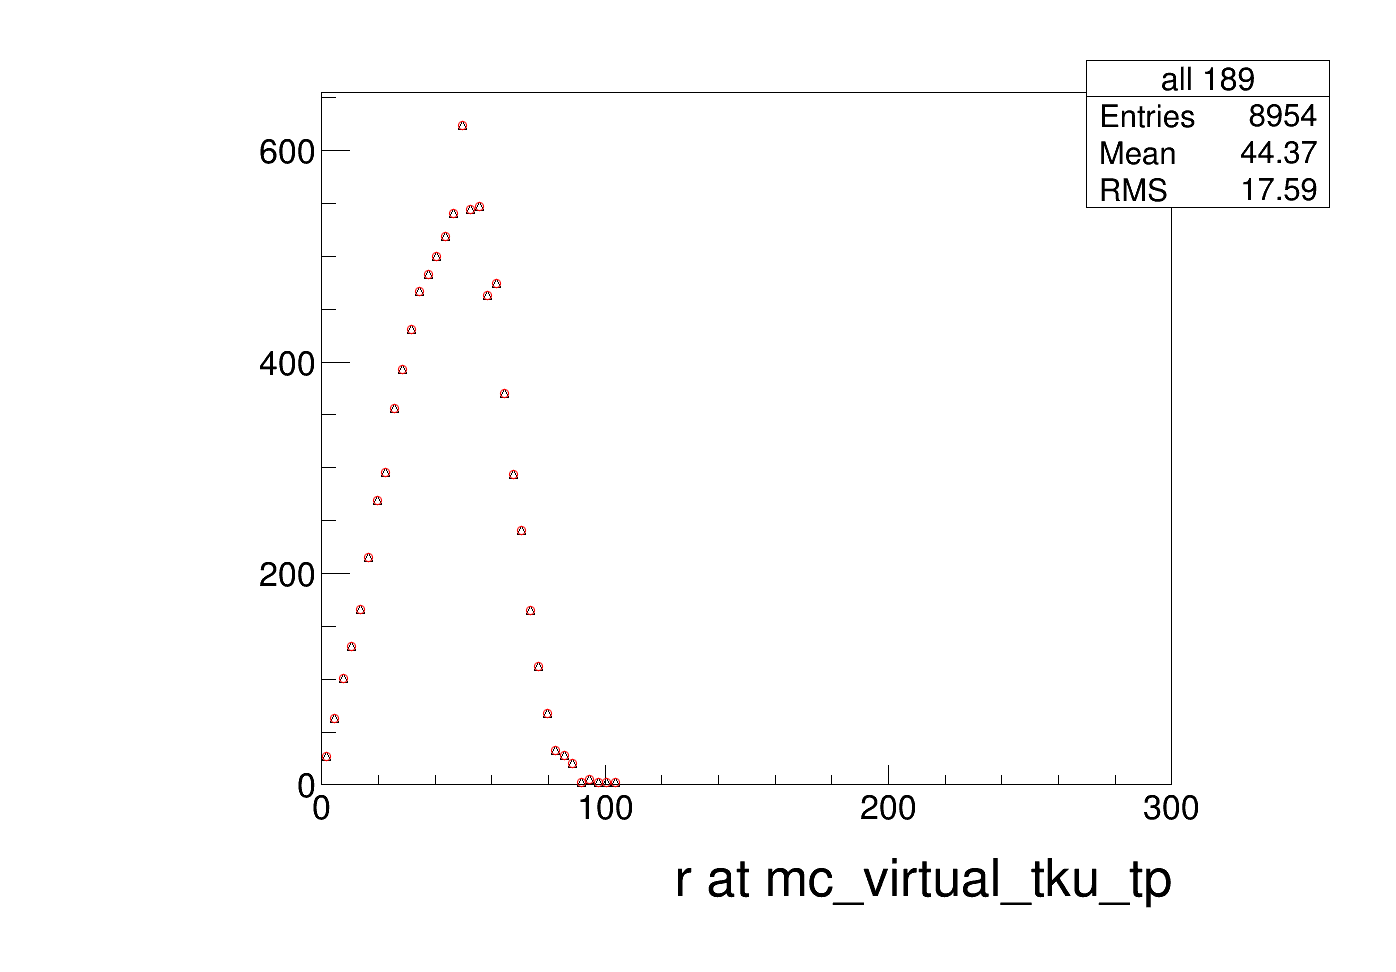 all 189
Entries 8954
Mean 44.37
RMS 17.59
600
400
200
0
0 100 200 300
r at mc_virtual_tku_tp